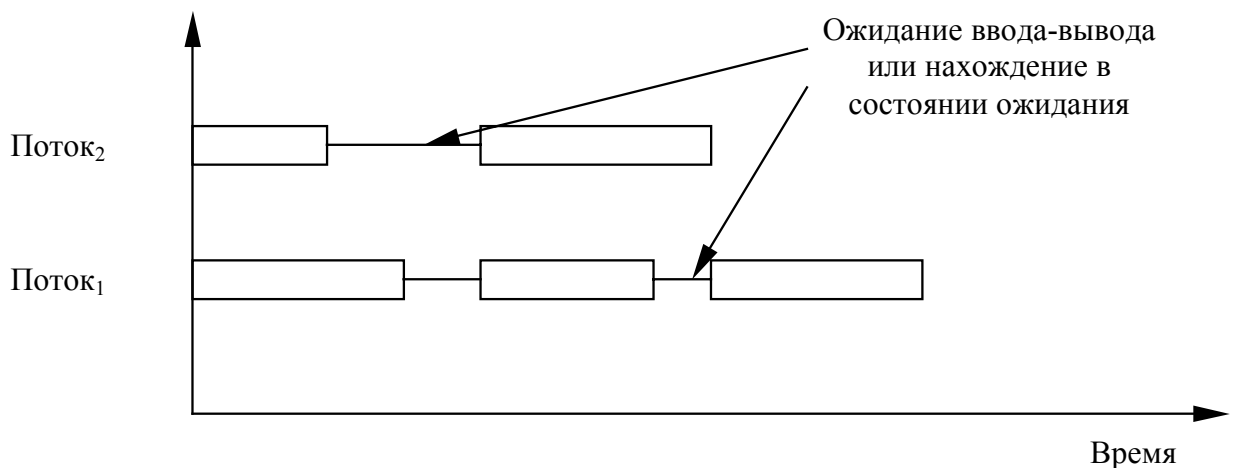 Ожидание ввода-вывода
или нахождение в
состоянии ожидания
Поток₂
Поток₁
Время